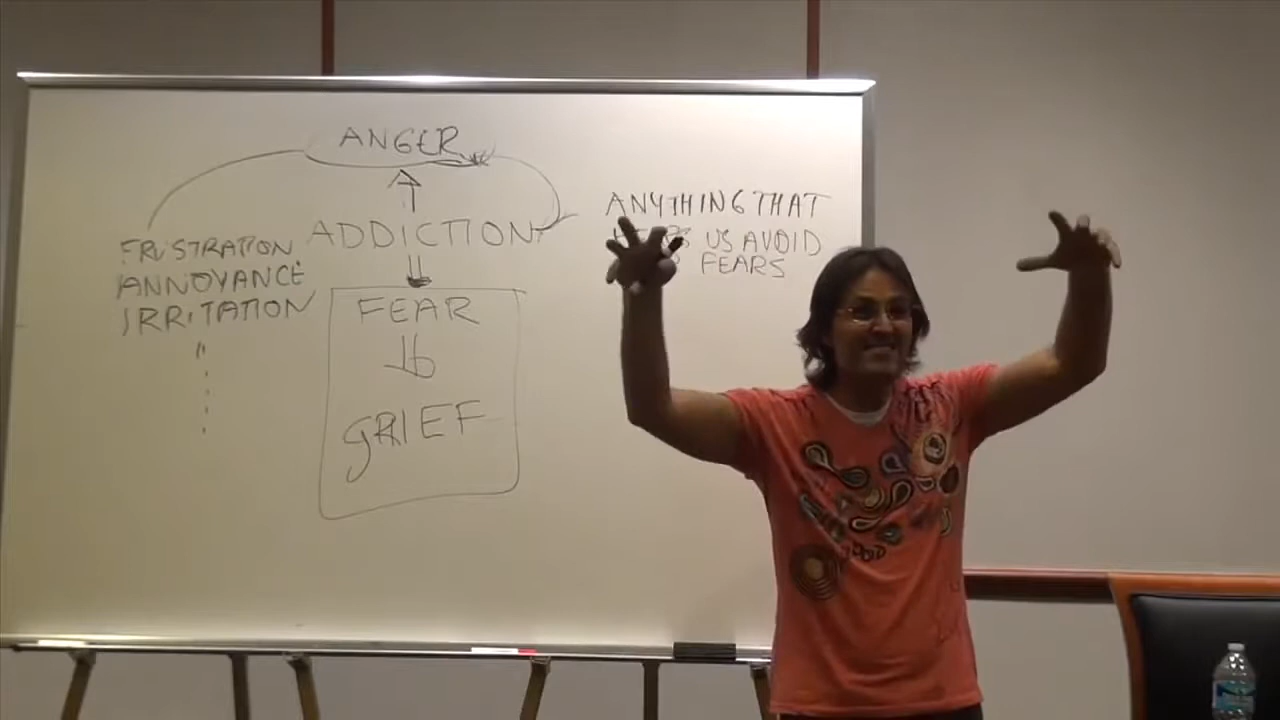 ANGER
ADDICTION
FRUSTRATION
ANNOYANCE
IRRITATION
FEAR
GRIEF
ANYTHING THAT
US AVOID
FEARS